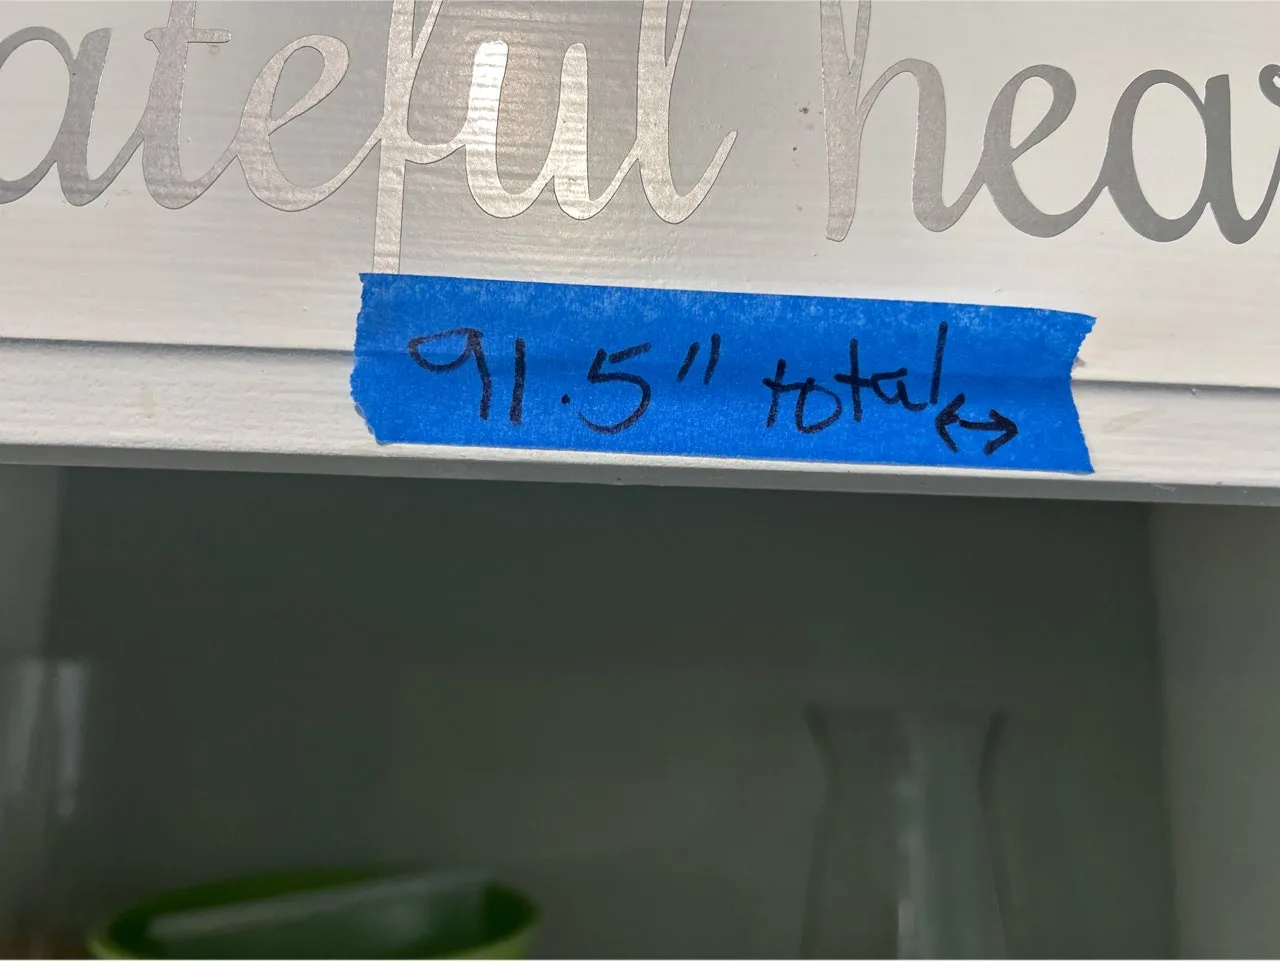 ateful hea
91.5" total ↔